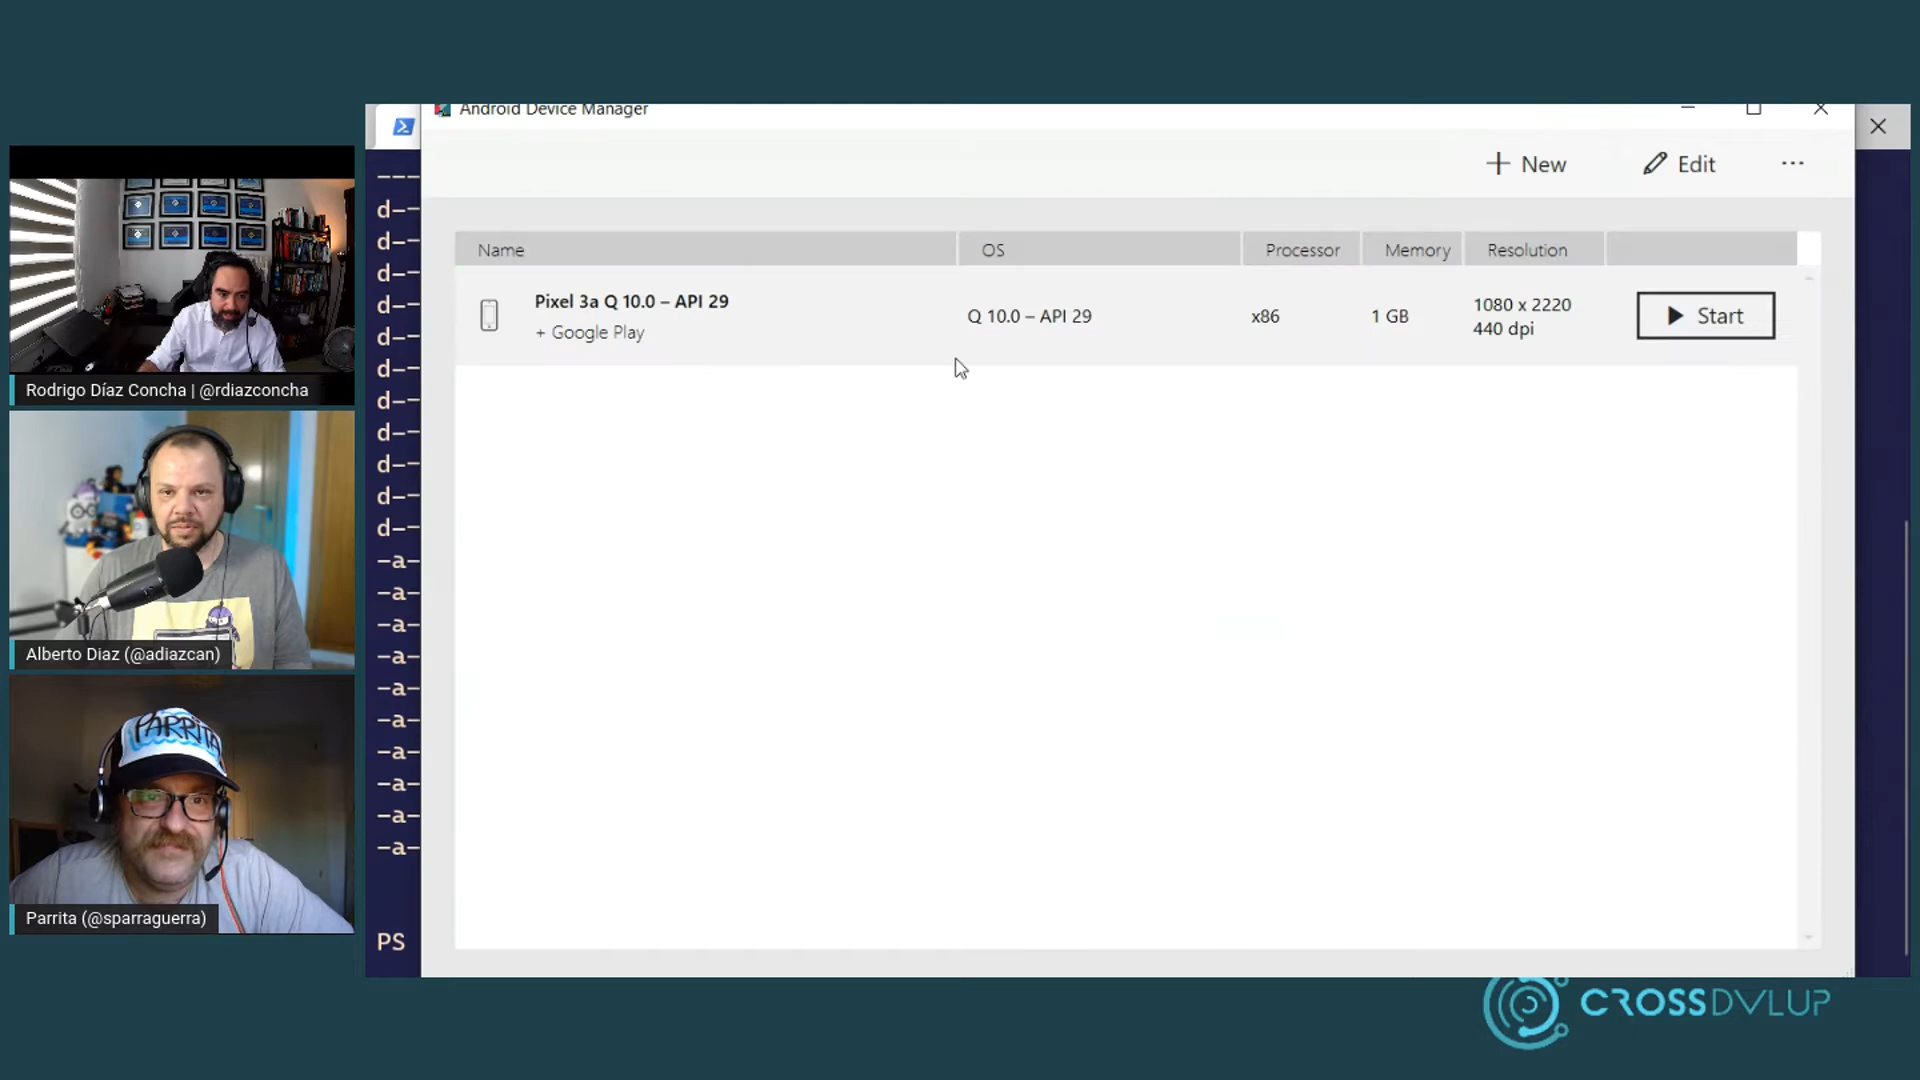 Android Device Manager
New
Edit
Name
OS
Processor
Memory
Resolution
Pixel 3a Q 10.0 – API 29
+ Google Play
Q 10.0 – API 29
x86
1 GB
1080 x 2220
440 dpi
Start
---
d--
d--
d--
d--
d--
d--
d--
d--
d--
d--
d--
-a-
-a-
-a-
-a-
-a-
-a-
-a-
-a-
-a-
-a-
PS
Rodrigo Díaz Concha | @rdiazconcha
Alberto Diaz (@adiazcan)
PARRITA
Parrita (@sparraguerra)
CROSSDVLUP